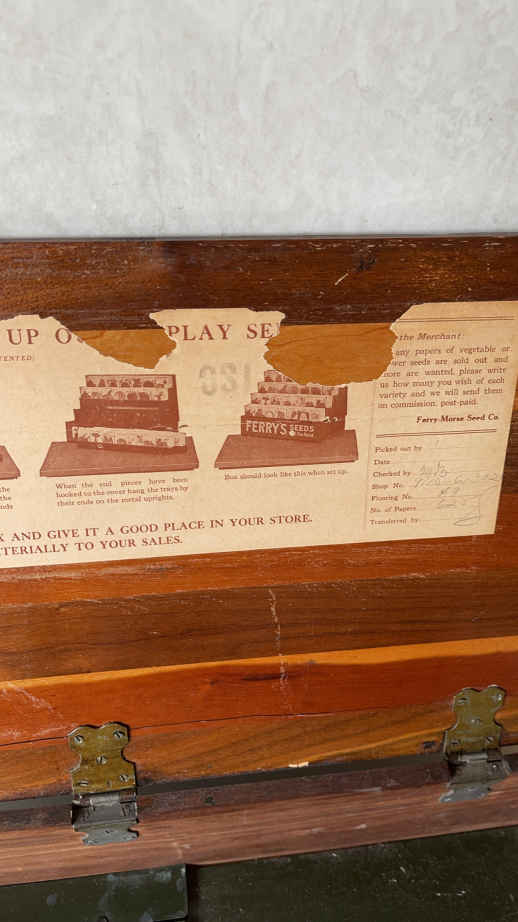 UP O PLAY SE
TENTED)
the Merchant:
any papers of vegetable or
wer seeds are sold out and
more are wanted, please write
us how many you wish of each
variety and we will send them
on commission, post-paid.
Ferry-Morse Seed Co.
FERRY'S SEEDS
When the end pieces have been
hooked to the cover hang the trays by
their ends on the metal uprights.
Box should look like this when set up.
the
the
ends
Picked out by
Date
Checked by
Shop No.
Flooring No.
No. of Papers
Transferred by:
X AND GIVE IT A GOOD PLACE IN YOUR STORE.
TERIALLY TO YOUR SALES.